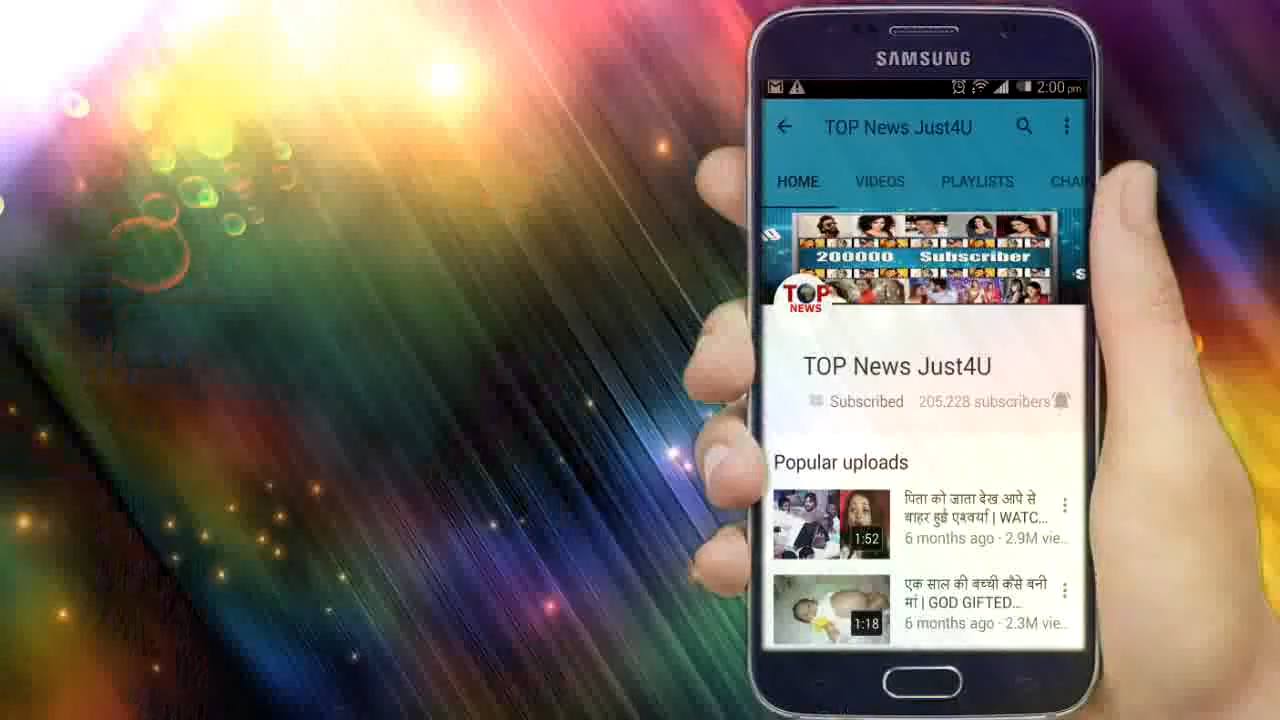 SAMSUNG
2:00 pm
TOP News Just4U
HOME VIDEOS PLAYLISTS CHAN
200000 Subscriber
TOP
NEWS
TOP News Just4U
Subscribed 205,228 subscribers
Popular uploads
पिता को जाता देख आपे से
बाहर हुई एश्वर्या | WATC...
1:52
6 months ago · 2.9M vie...
एक साल की बच्ची कैसे बनी
मां | GOD GIFTED...
1:18
6 months ago · 2.3M vie...